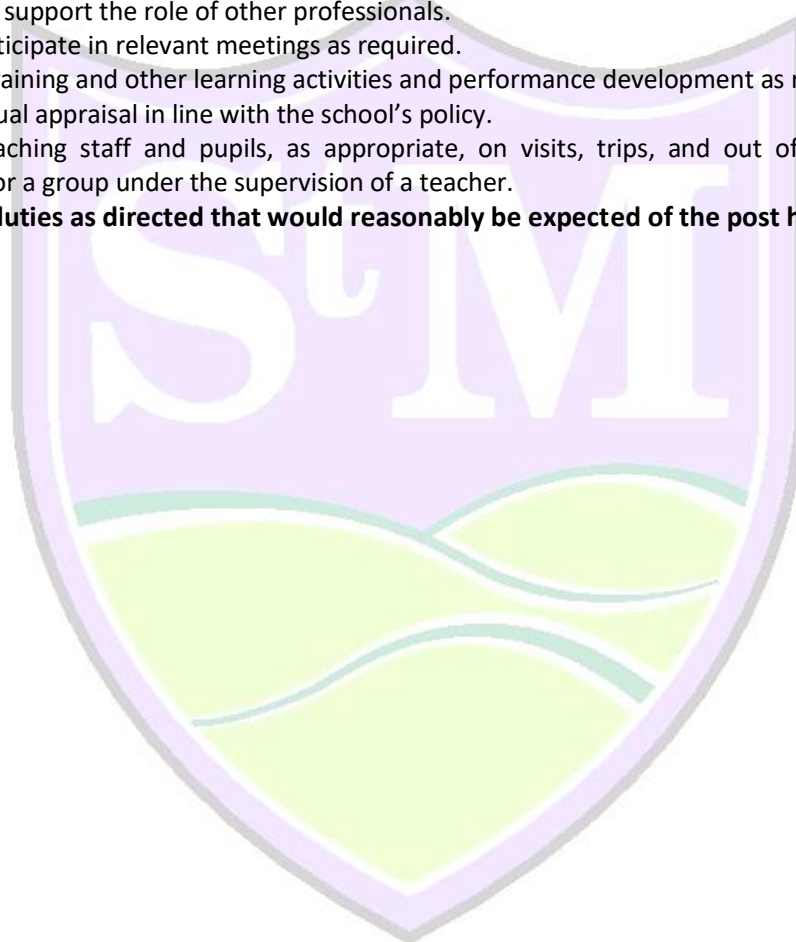 support the role of other professionals.
ticipate in relevant meetings as required.
raining and other learning activities and performance development as
ual appraisal in line with the school's policy.
aching staff and pupils, as appropriate, on visits, trips, and out of
or a group under the supervision of a teacher.
duties as directed that would reasonably be expected of the post
StM